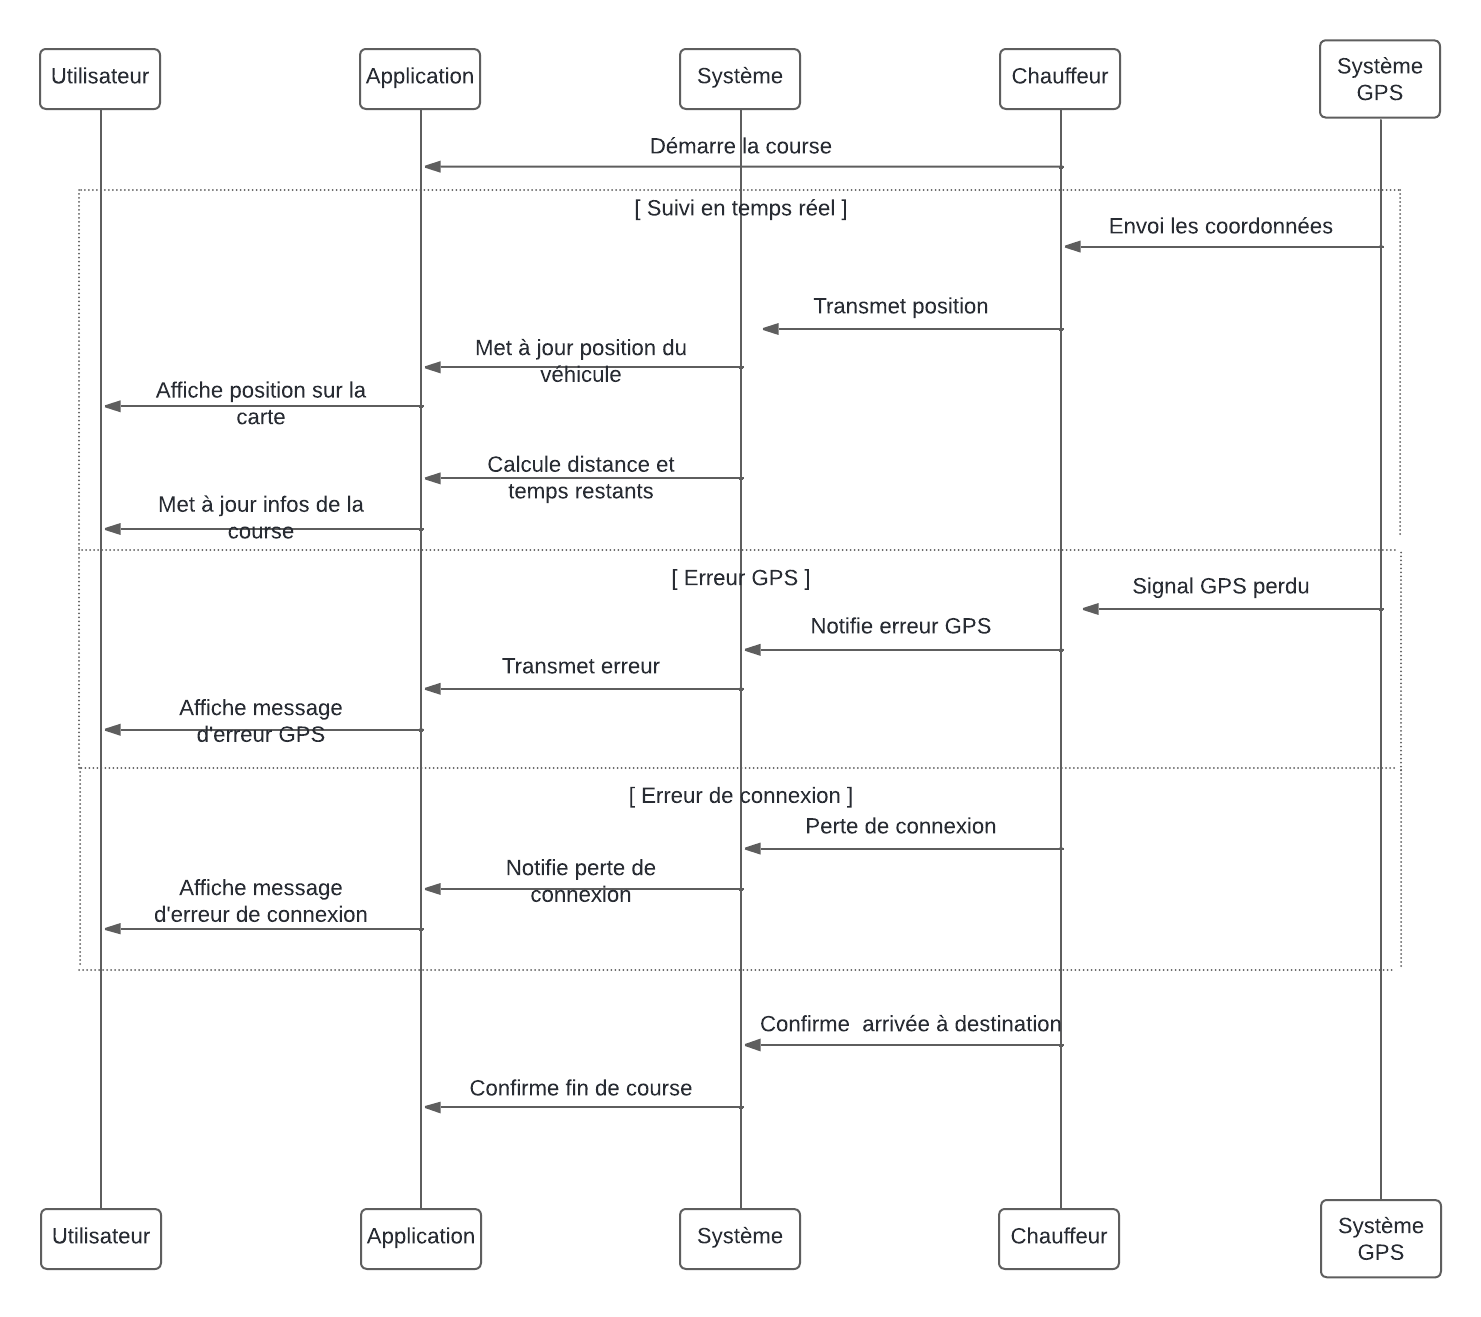 Utilisateur
Application
Système
Chauffeur
Système
GPS
Démarre la course
[ Suivi en temps réel ]
Envoi les coordonnées
Transmet position
Met à jour position du
véhicule
Affiche position sur la
carte
Calcule distance et
temps restants
Met à jour infos de la
course
[ Erreur GPS ]
Signal GPS perdu
Notifie erreur GPS
Transmet erreur
Affiche message
d'erreur GPS
[ Erreur de connexion ]
Perte de connexion
Notifie perte de
connexion
Affiche message
d'erreur de connexion
Confirme  arrivée à destination
Confirme fin de course
Utilisateur
Application
Système
Chauffeur
Système
GPS